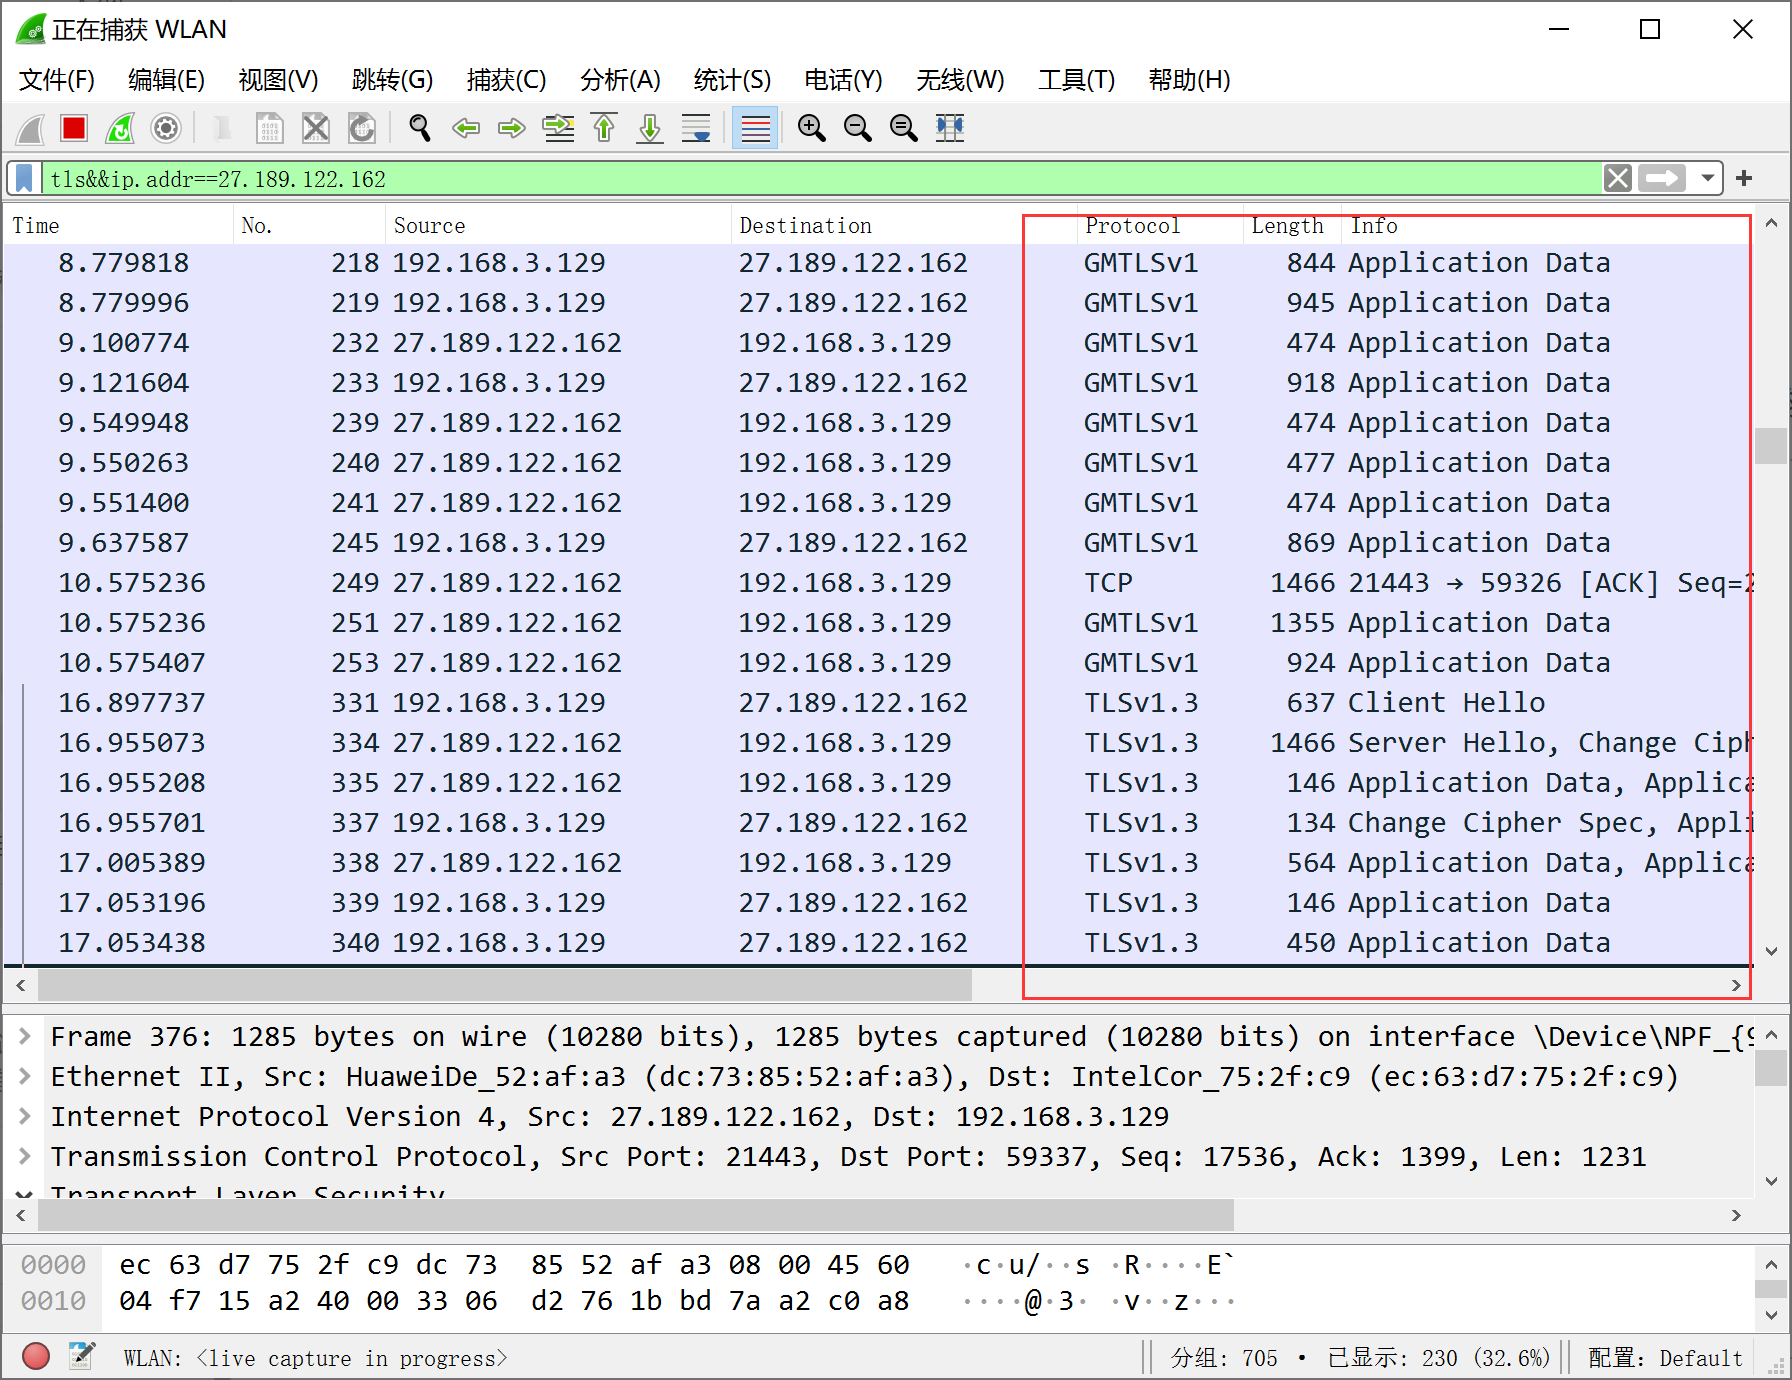 正在捕获 WLAN
文件(F) 编辑(E) 视图(V) 跳转(G) 捕获(C) 分析(A) 统计(S) 电话(Y) 无线(W) 工具(T) 帮助(H)
tls&&ip.addr==27.189.122.162
Time No. Source Destination Protocol Length Info
8.779818 218 192.168.3.129 27.189.122.162 GMTLSv1 844 Application Data
8.779996 219 192.168.3.129 27.189.122.162 GMTLSv1 945 Application Data
9.100774 232 27.189.122.162 192.168.3.129 GMTLSv1 474 Application Data
9.121604 233 192.168.3.129 27.189.122.162 GMTLSv1 918 Application Data
9.549948 239 27.189.122.162 192.168.3.129 GMTLSv1 474 Application Data
9.550263 240 27.189.122.162 192.168.3.129 GMTLSv1 477 Application Data
9.551400 241 27.189.122.162 192.168.3.129 GMTLSv1 474 Application Data
9.637587 245 192.168.3.129 27.189.122.162 GMTLSv1 869 Application Data
10.575236 249 27.189.122.162 192.168.3.129 TCP 1466 21443 → 59326 [ACK] Seq=2
10.575236 251 27.189.122.162 192.168.3.129 GMTLSv1 1355 Application Data
10.575407 253 27.189.122.162 192.168.3.129 GMTLSv1 924 Application Data
16.897737 331 192.168.3.129 27.189.122.162 TLSv1.3 637 Client Hello
16.955073 334 27.189.122.162 192.168.3.129 TLSv1.3 1466 Server Hello, Change Ciph
16.955208 335 27.189.122.162 192.168.3.129 TLSv1.3 146 Application Data, Applica
16.955701 337 192.168.3.129 27.189.122.162 TLSv1.3 134 Change Cipher Spec, Appli
17.005389 338 27.189.122.162 192.168.3.129 TLSv1.3 564 Application Data, Applica
17.053196 339 192.168.3.129 27.189.122.162 TLSv1.3 146 Application Data
17.053438 340 192.168.3.129 27.189.122.162 TLSv1.3 450 Application Data
Frame 376: 1285 bytes on wire (10280 bits), 1285 bytes captured (10280 bits) on interface \Device\NPF_{9
Ethernet II, Src: HuaweiDe_52:af:a3 (dc:73:85:52:af:a3), Dst: IntelCor_75:2f:c9 (ec:63:d7:75:2f:c9)
Internet Protocol Version 4, Src: 27.189.122.162, Dst: 192.168.3.129
Transmission Control Protocol, Src Port: 21443, Dst Port: 59337, Seq: 17536, Ack: 1399, Len: 1231
Transport Layer Security
0000 ec 63 d7 75 2f c9 dc 73 85 52 af a3 08 00 45 60 ·c·u/··s ·R····E`
0010 04 f7 15 a2 40 00 33 06 d2 76 1b bd 7a a2 c0 a8 ····@·3· ·v··z···
WLAN: <live capture in progress> 分组: 705 · 已显示: 230 (32.6%) 配置: Default